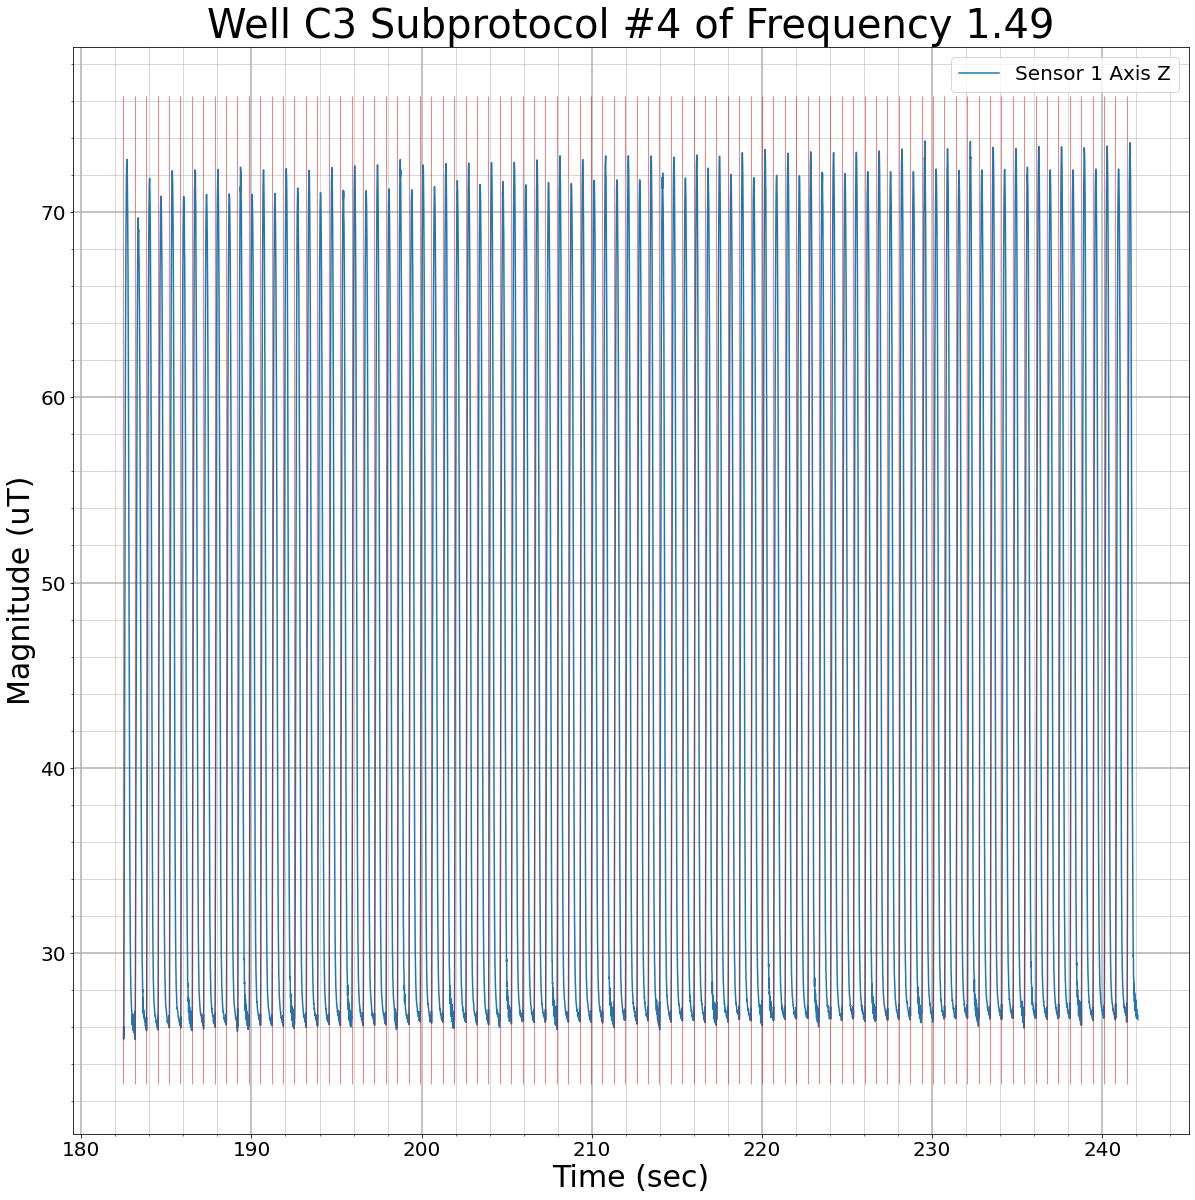 Well C3 Subprotocol #4 of Frequency 1.49
Sensor 1 Axis Z
Magnitude (uT)
70
60
50
40
30
180 190 200 210 220 230 240
Time (sec)